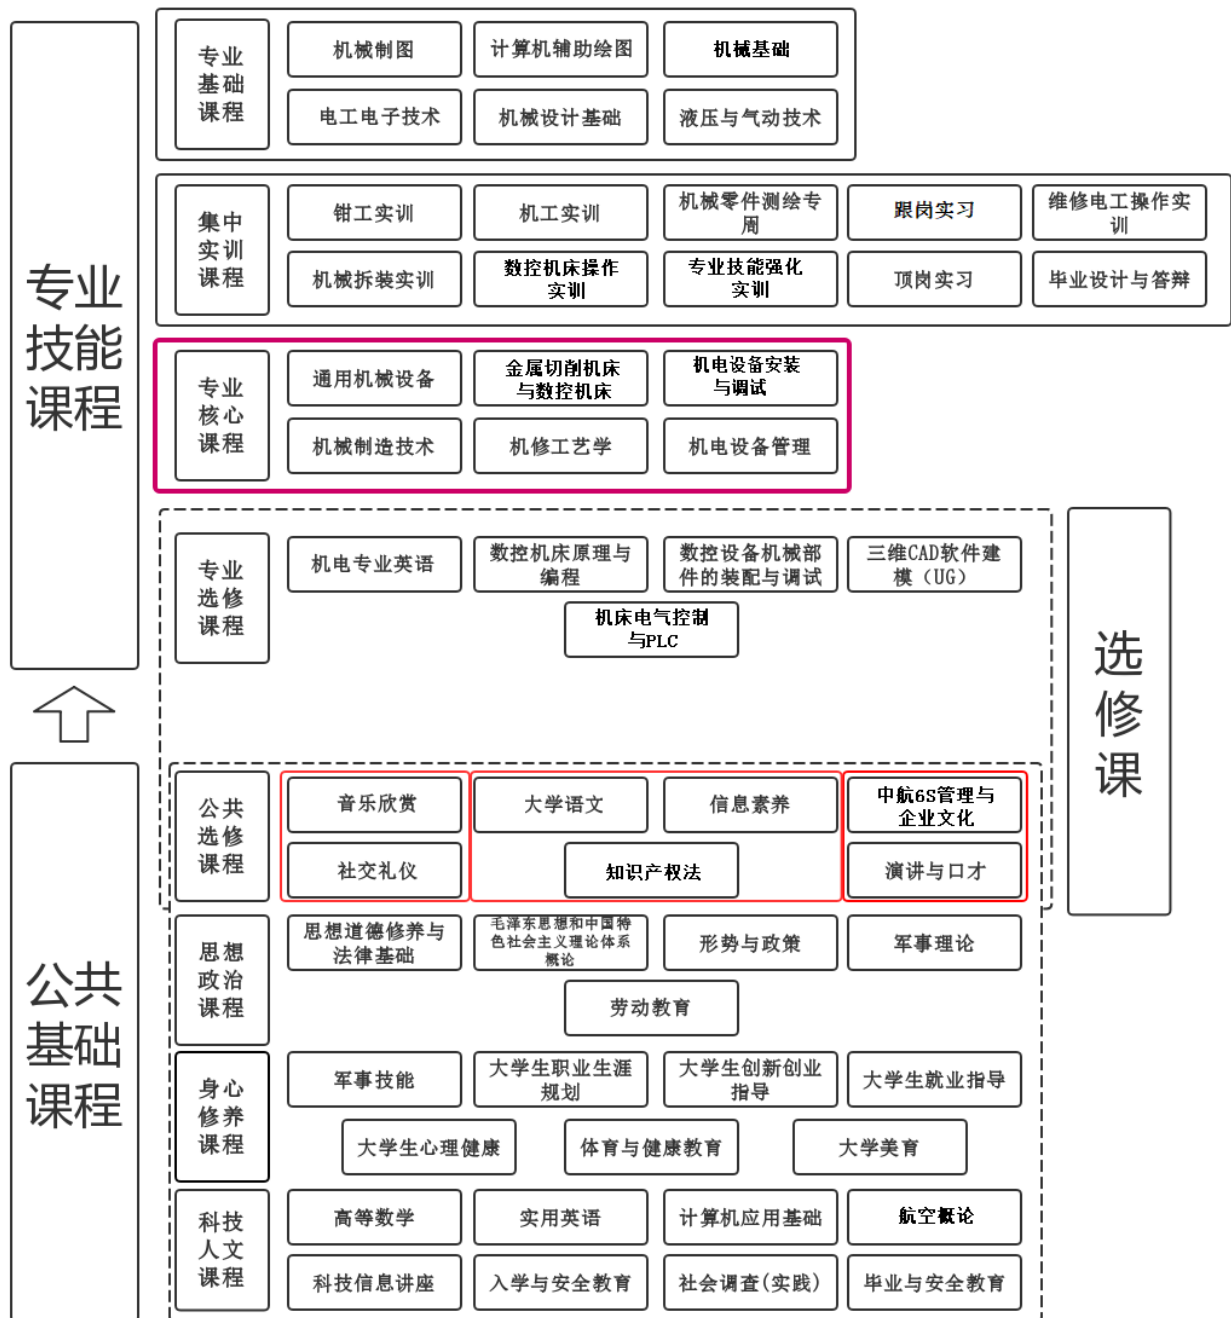 专业
技能
课程
专业
基础
课程
机械制图
计算机辅助绘图
机械基础
电工电子技术
机械设计基础
液压与气动技术
集中
实训
课程
钳工实训
机工实训
机械零件测绘专
周
跟岗实习
维修电工操作实
训
机械拆装实训
数控机床操作
实训
专业技能强化
实训
顶岗实习
毕业设计与答辩
专业
核心
课程
通用机械设备
金属切削机床
与数控机床
机电设备安装
与调试
机械制造技术
机修工艺学
机电设备管理
专业
选修
课程
机电专业英语
数控机床原理与
编程
数控设备机械部
件的装配与调试
三维CAD软件建
模（UG）
机床电气控制
与PLC
选
修
课
公共
基础
课程
公共
选修
课程
音乐欣赏
大学语文
信息素养
中航6S管理与
企业文化
社交礼仪
知识产权法
演讲与口才
思想
政治
课程
思想道德修养与
法律基础
毛泽东思想和中国特
色社会主义理论体系
概论
形势与政策
军事理论
劳动教育
身心
修养
课程
军事技能
大学生职业生涯
规划
大学生创新创业
指导
大学生就业指导
大学生心理健康
体育与健康教育
大学美育
科技
人文
课程
高等数学
实用英语
计算机应用基础
航空概论
科技信息讲座
入学与安全教育
社会调查(实践)
毕业与安全教育